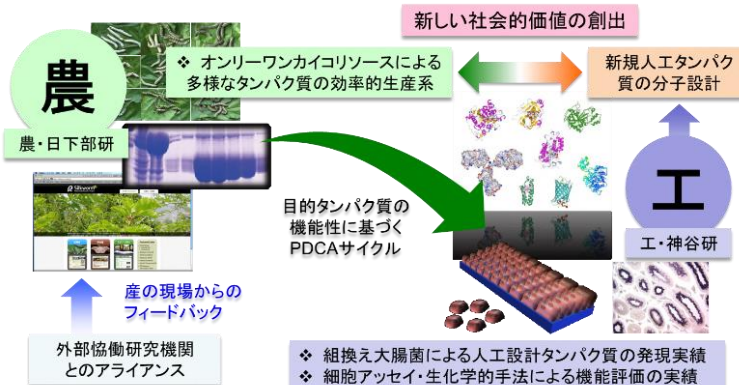 新しい社会的価値の創出
農
農・日下部研
❖ オンリーワンカイコリソースによる
多様なタンパク質の効率的生産系
新規人工タンパク
質の分子設計
工
工・神谷研
目的タンパク質の
機能性に基づく
PDCAサイクル
産の現場からの
フィードバック
外部恊働研究機関
とのアライアンス
❖ 組換え大腸菌による人工設計タンパク質の発現実績
❖ 細胞アッセイ・生化学的手法による機能評価の実績